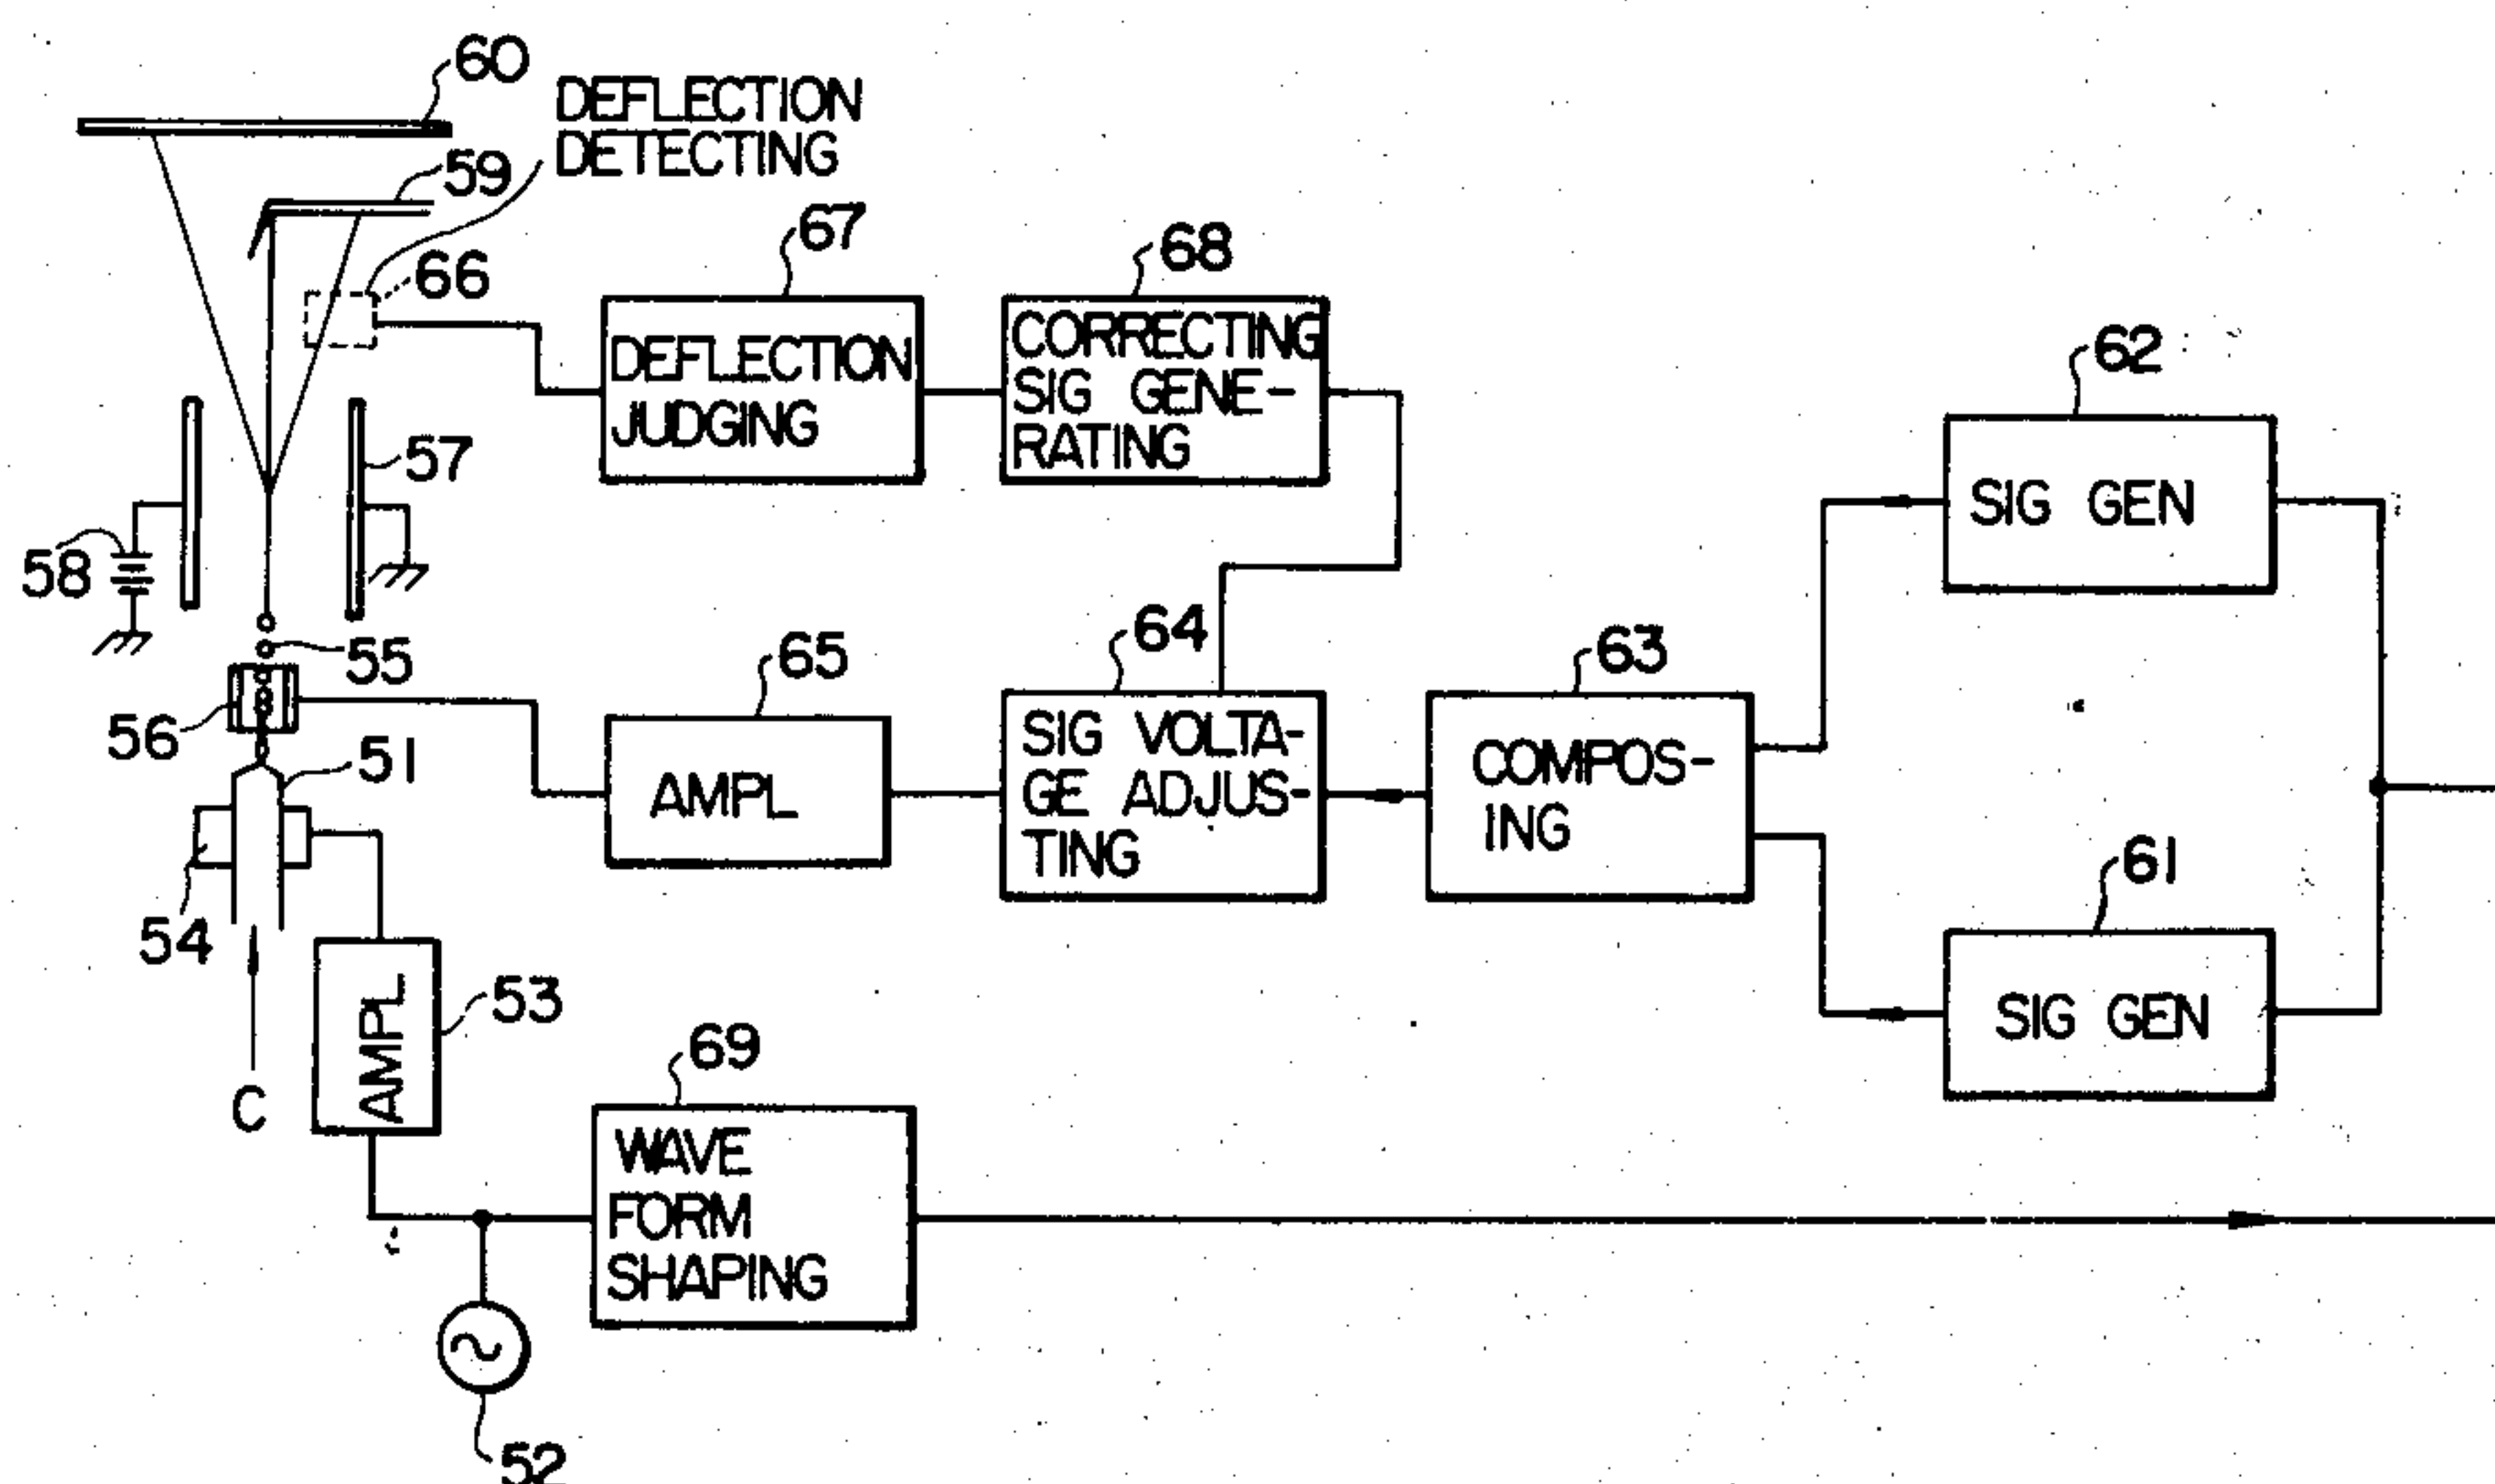 60
DEFLECTION
DETECTING
59
66
67
DEFLECTION
JUDGING
68
CORRECTING
SIG GENE-
RATING
62
SIG GEN
57
58
55
56
51
65
AMPL
64
SIG VOLTA-
GE ADJUS-
TING
63
COMPOS-
ING
61
SIG GEN
54
C
AMPL
53
69
WAVE
FORM
SHAPING
52